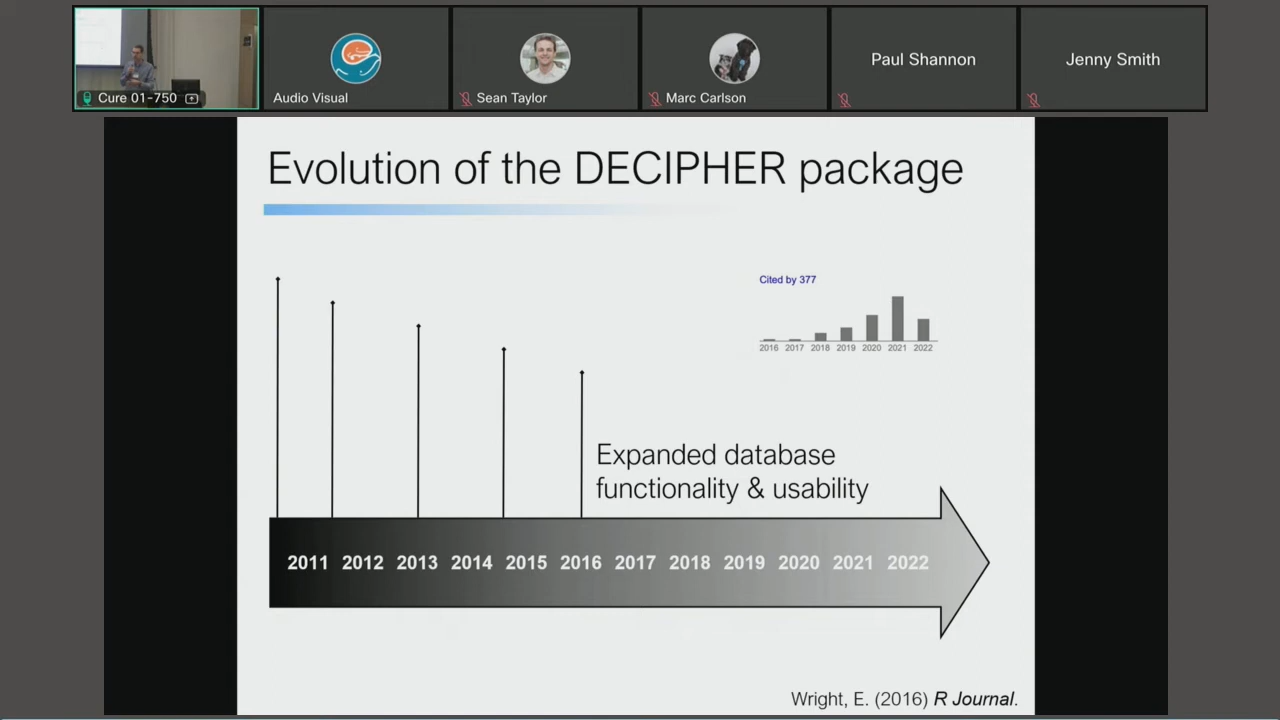 Cure 01-750
Audio Visual
Sean Taylor
Marc Carlson
Paul Shannon
Jenny Smith
Evolution of the DECIPHER package
Cited by 377
2016 2017 2018 2019 2020 2021 2022
Expanded database
functionality & usability
2011 2012 2013 2014 2015 2016 2017 2018 2019 2020 2021 2022
Wright, E. (2016) R Journal.